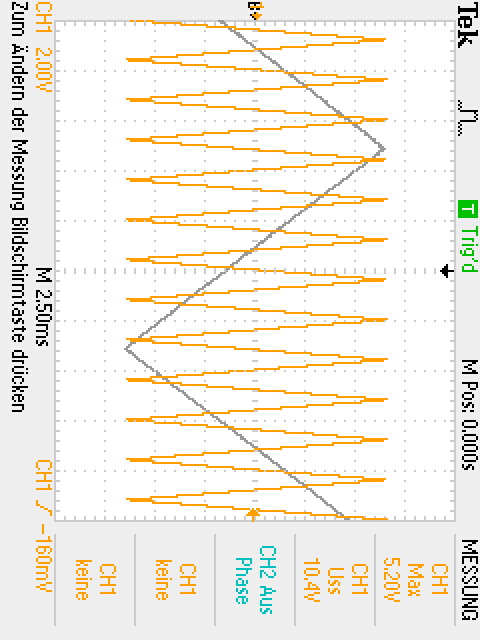 Tek
T Trig'd
M Pos: 0.000s
MESSUNG
CH1
Max
5.20V
CH1
Uss
10.4V
CH2 Aus
Phase
CH1
keine
CH1
keine
B
CH1 2.00V
M 2.50ms
CH1 −160mV
Zum Ändern der Messung Bildschirmtaste drücken